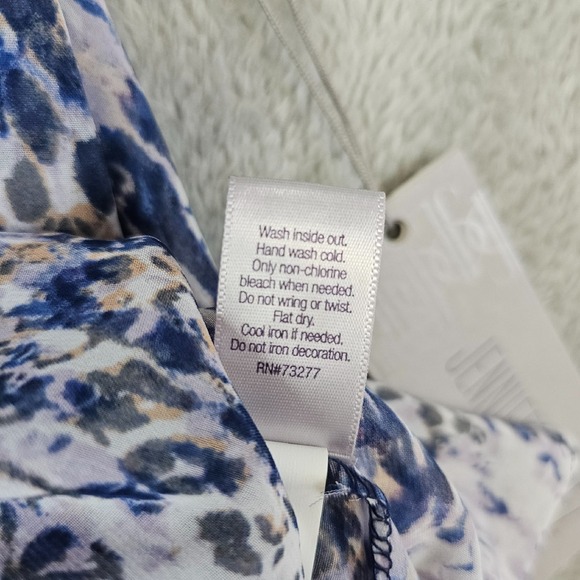 Wash inside out.
Hand wash cold.
Only non-chlorine
bleach when needed.
Do not wring or twist.
Flat dry.
Cool iron if needed.
Do not iron decoration.
RN#73277